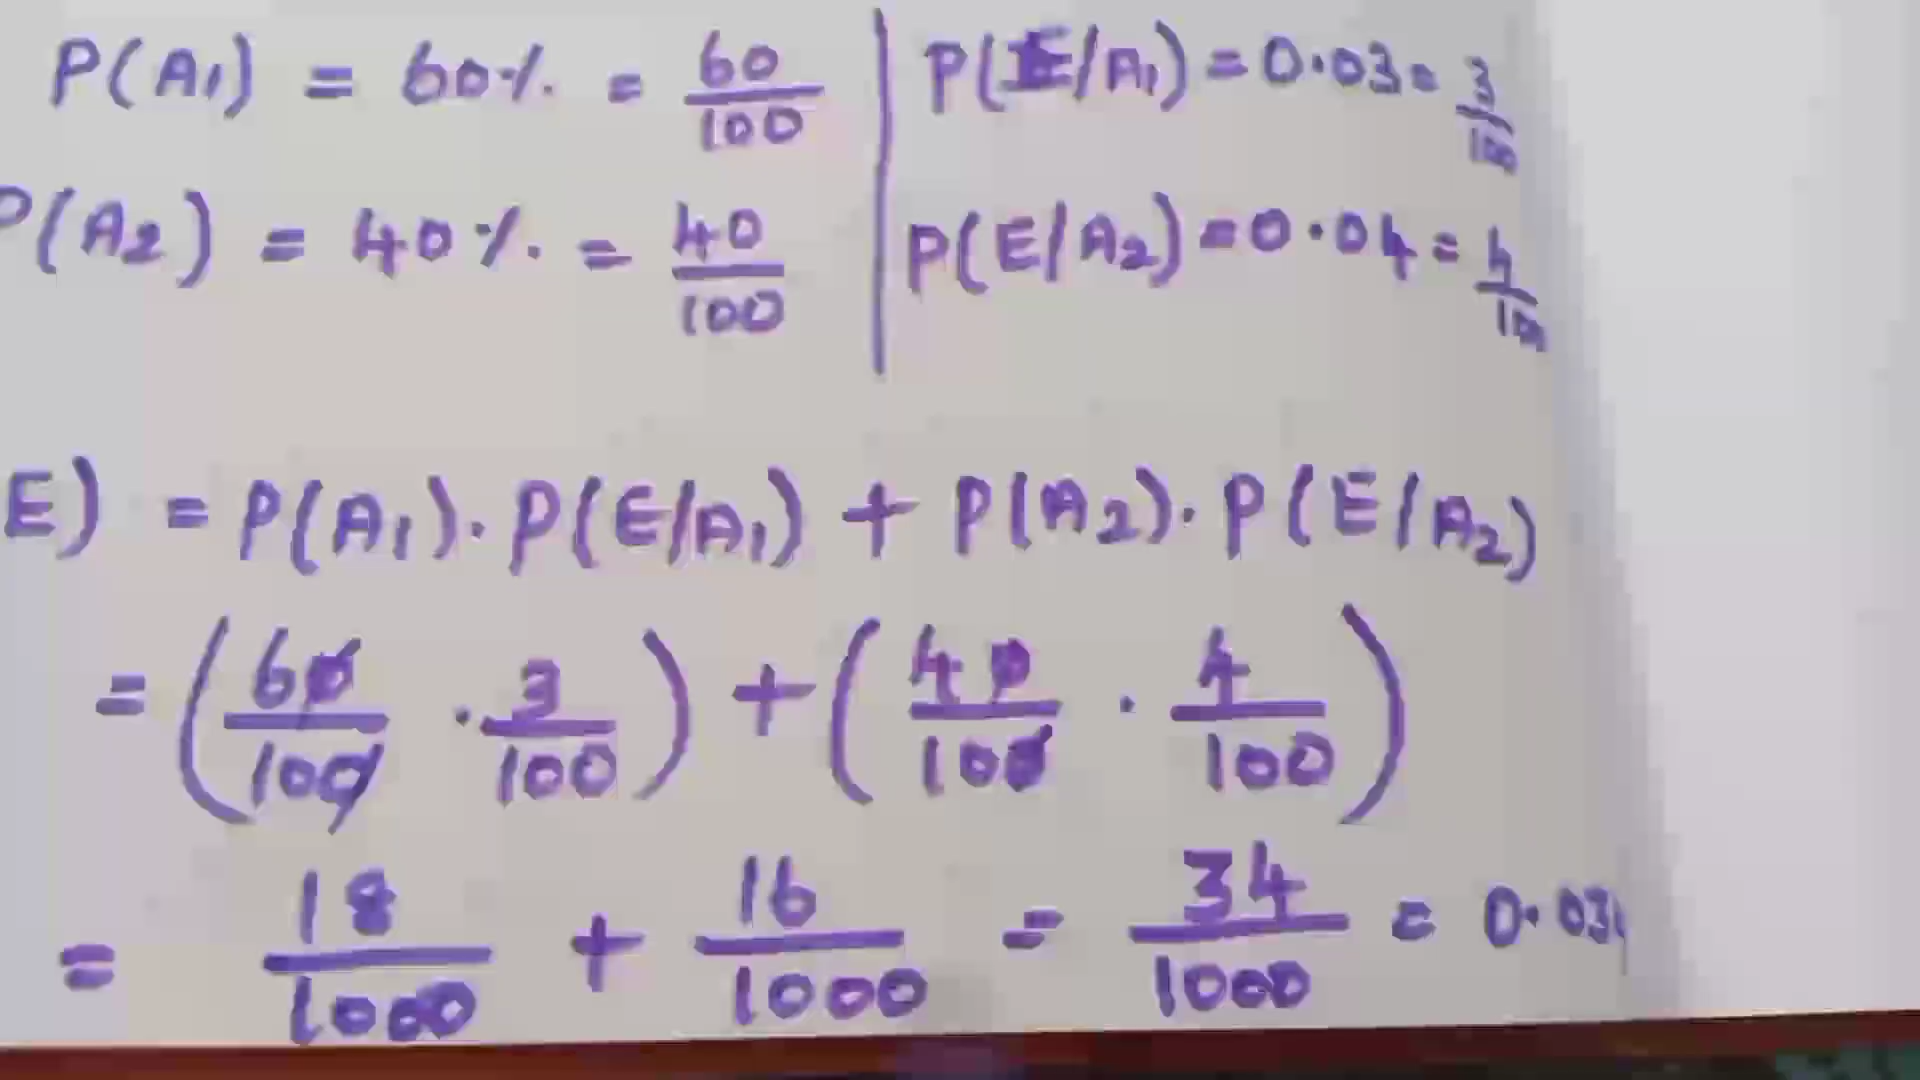 P(A1) = 60% = 60/100 | P(E/A1) = 0.03 = 3/100
P(A2) = 40% = 40/100 | P(E/A2) = 0.04 = 4/100
E) = P(A1). P(E/A1) + P(A2). P(E/A2)
= (60/100 . 3/100) + (40/100 . 4/100)
= 18/1000 + 16/1000 = 34/1000 = 0.034